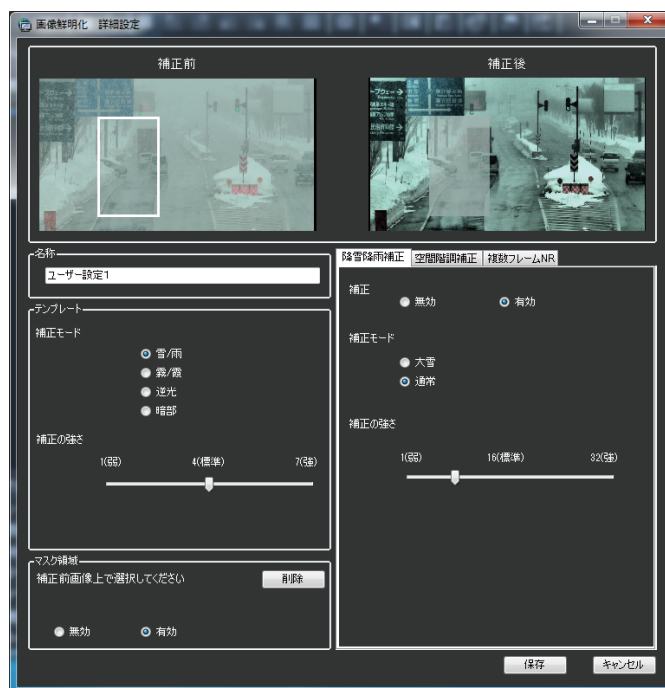 画像鮮明化 詳細設定
補正前
補正後
名称
ユーザー設定1
テンプレート
補正モード
雪/雨
霧/霞
逆光
暗部
補正の強さ
1(弱) 4(標準) 7(強)
マスク領域
補正前画像上で選択してください
削除
無効 有効
降雪降雨補正 空間階調補正 複数フレームNR
補正
無効 有効
補正モード
大雪
通常
補正の強さ
1(弱) 16(標準) 32(強)
保存 キャンセル